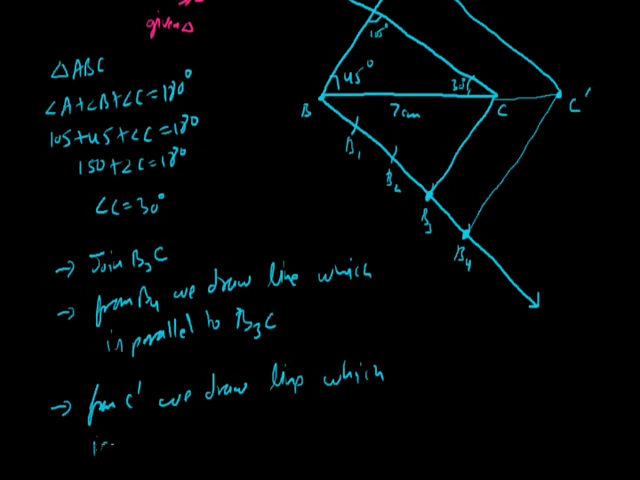 given Δ
△ABC
∠A+∠B+∠C=180°
105+45+∠C=180
150+∠C=180
∠C=30°
105°
45°
30°
B
7cm
C
C'
B₁
B₂
B₃
B₄
→ Join B₃C
→ from B₄ we draw line which
is parallel to B₃C
→ from C' we draw line which
is